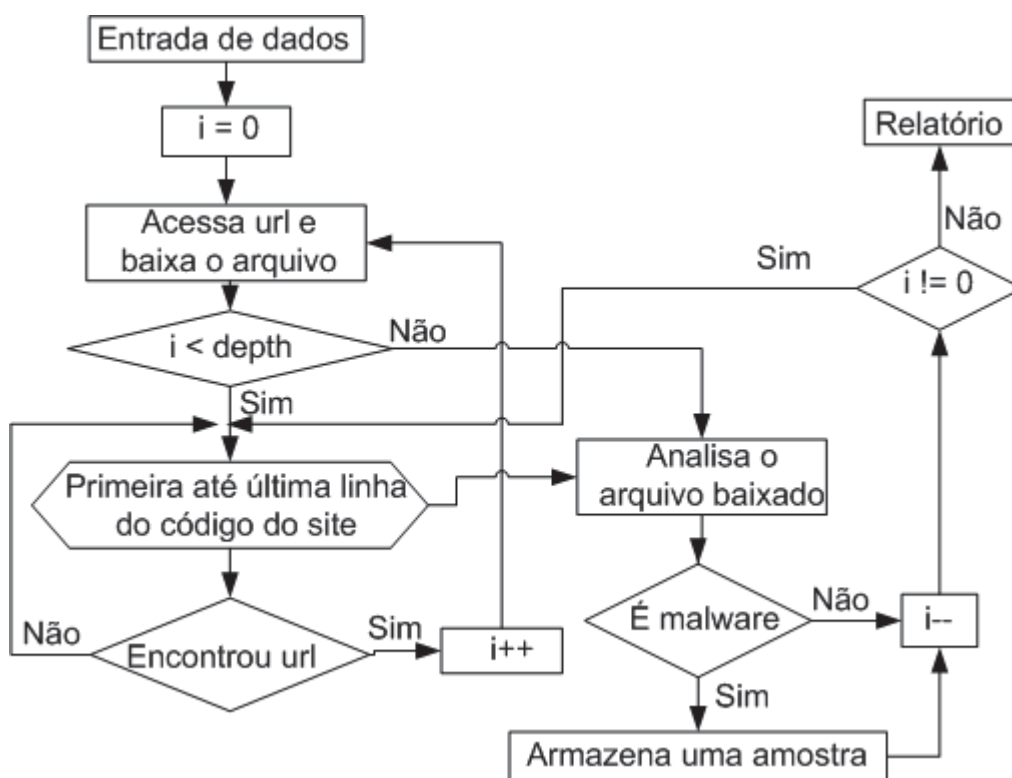 Entrada de dados
i = 0
Relatório
Acessa url e
baixa o arquivo
Não
Sim
i != 0
i < depth
Não
Sim
Primeira até última linha
do código do site
Analisa o
arquivo baixado
Não
Encontrou url
Sim
i++
É malware
Não
i--
Sim
Armazena uma amostra